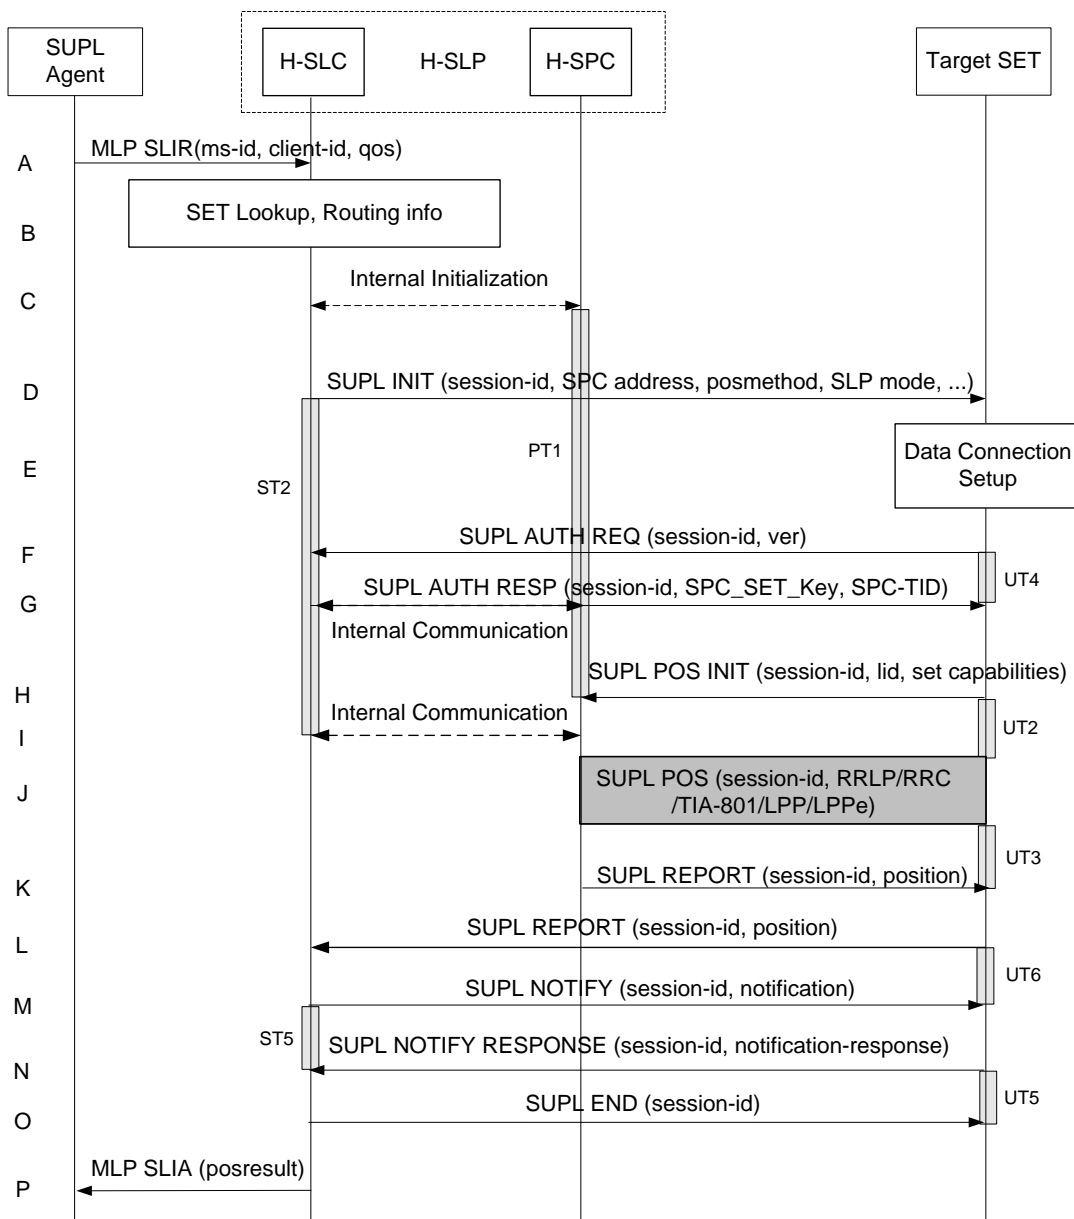 SUPL
Agent
H-SLC
H-SLP
H-SPC
Target SET
A
MLP SLIR(ms-id, client-id, qos)
B
SET Lookup, Routing info
C
Internal Initialization
D
SUPL INIT (session-id, SPC address, posmethod, SLP mode, ...)
E
ST2
PT1
Data Connection
Setup
F
SUPL AUTH REQ (session-id, ver)
UT4
G
SUPL AUTH RESP (session-id, SPC_SET_Key, SPC-TID)
Internal Communication
H
SUPL POS INIT (session-id, lid, set capabilities)
I
Internal Communication
UT2
J
SUPL POS (session-id, RRLP/RRC
/TIA-801/LPP/LPPe)
UT3
K
SUPL REPORT (session-id, position)
L
SUPL REPORT (session-id, position)
UT6
M
SUPL NOTIFY (session-id, notification)
ST5
N
SUPL NOTIFY RESPONSE (session-id, notification-response)
UT5
O
SUPL END (session-id)
P
MLP SLIA (posresult)